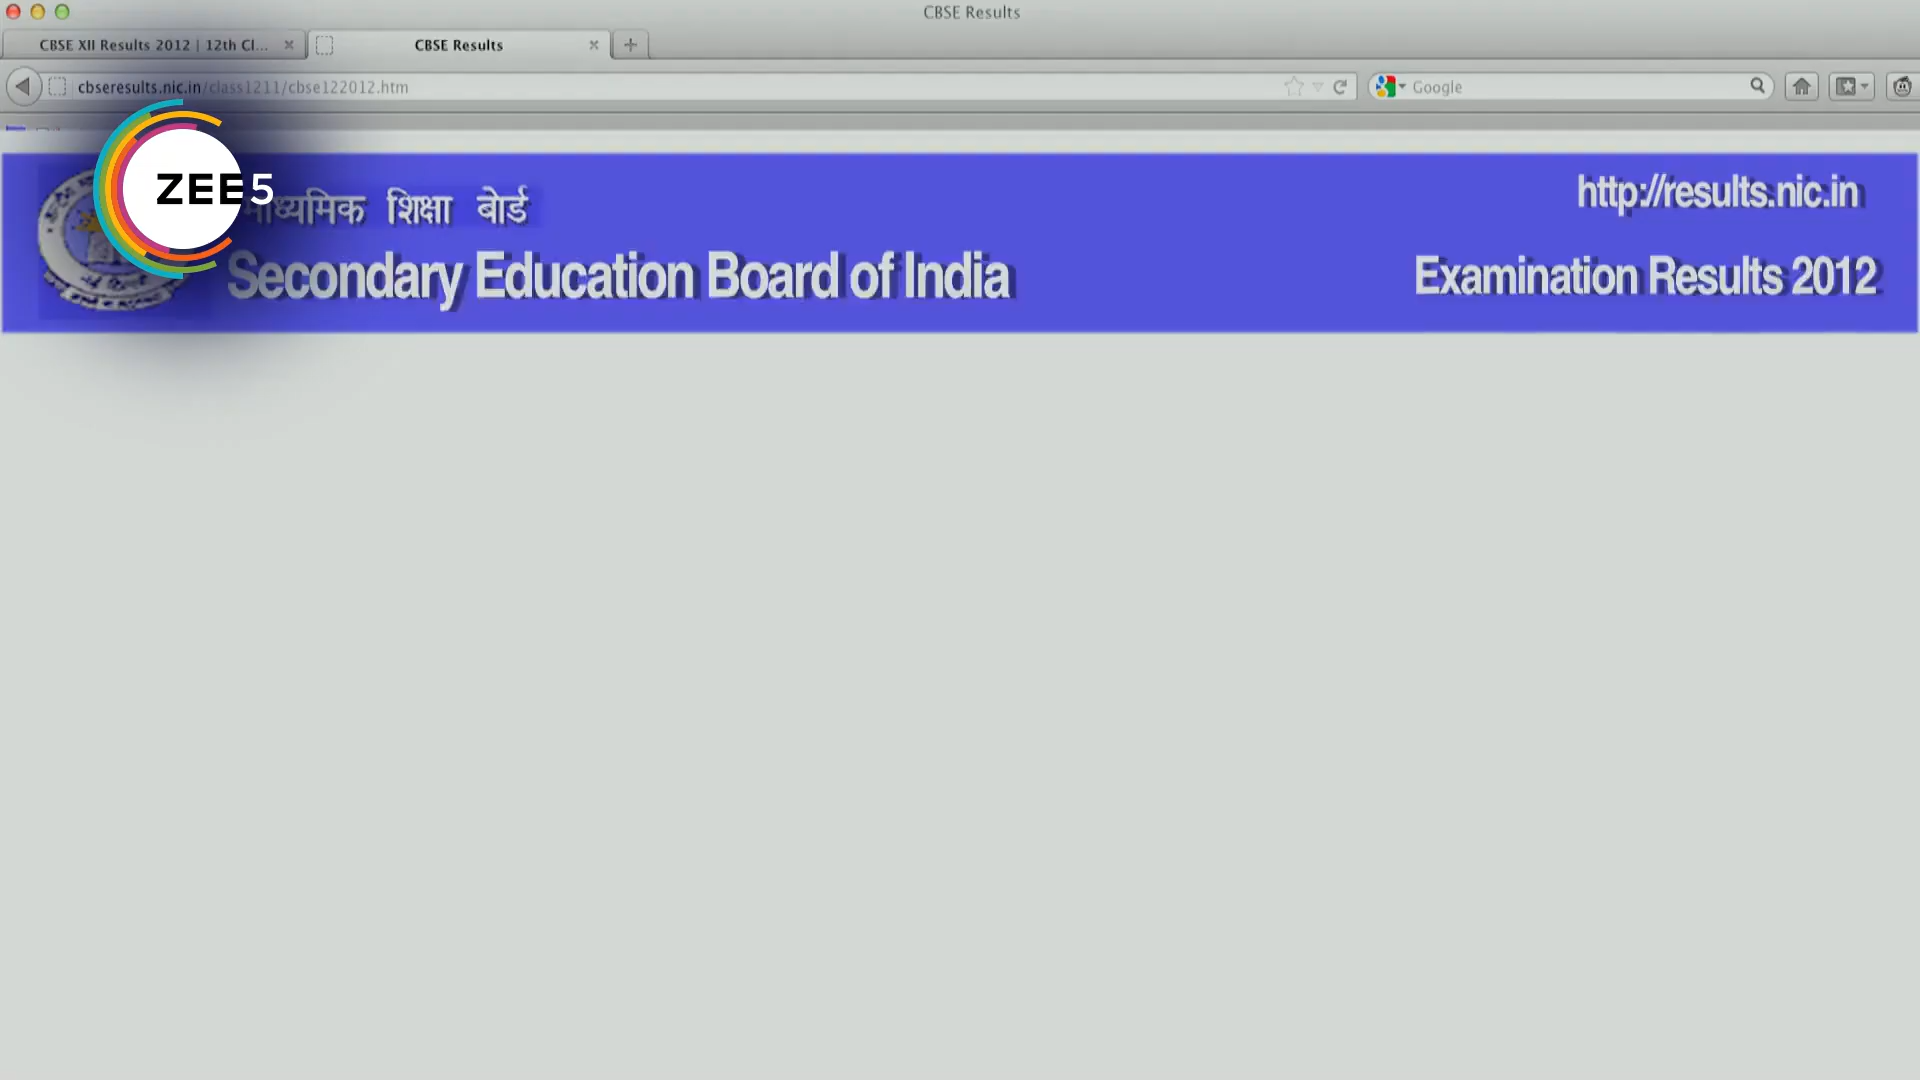 CBSE Results
CBSE XII Results 2012 | 12th Cl...
CBSE Results
cbseresults.nic.in/class1211/cbse122012.htm
Google
ZEE5
माध्यमिक शिक्षा बोर्ड
http://results.nic.in
Secondary Education Board of India
Examination Results 2012